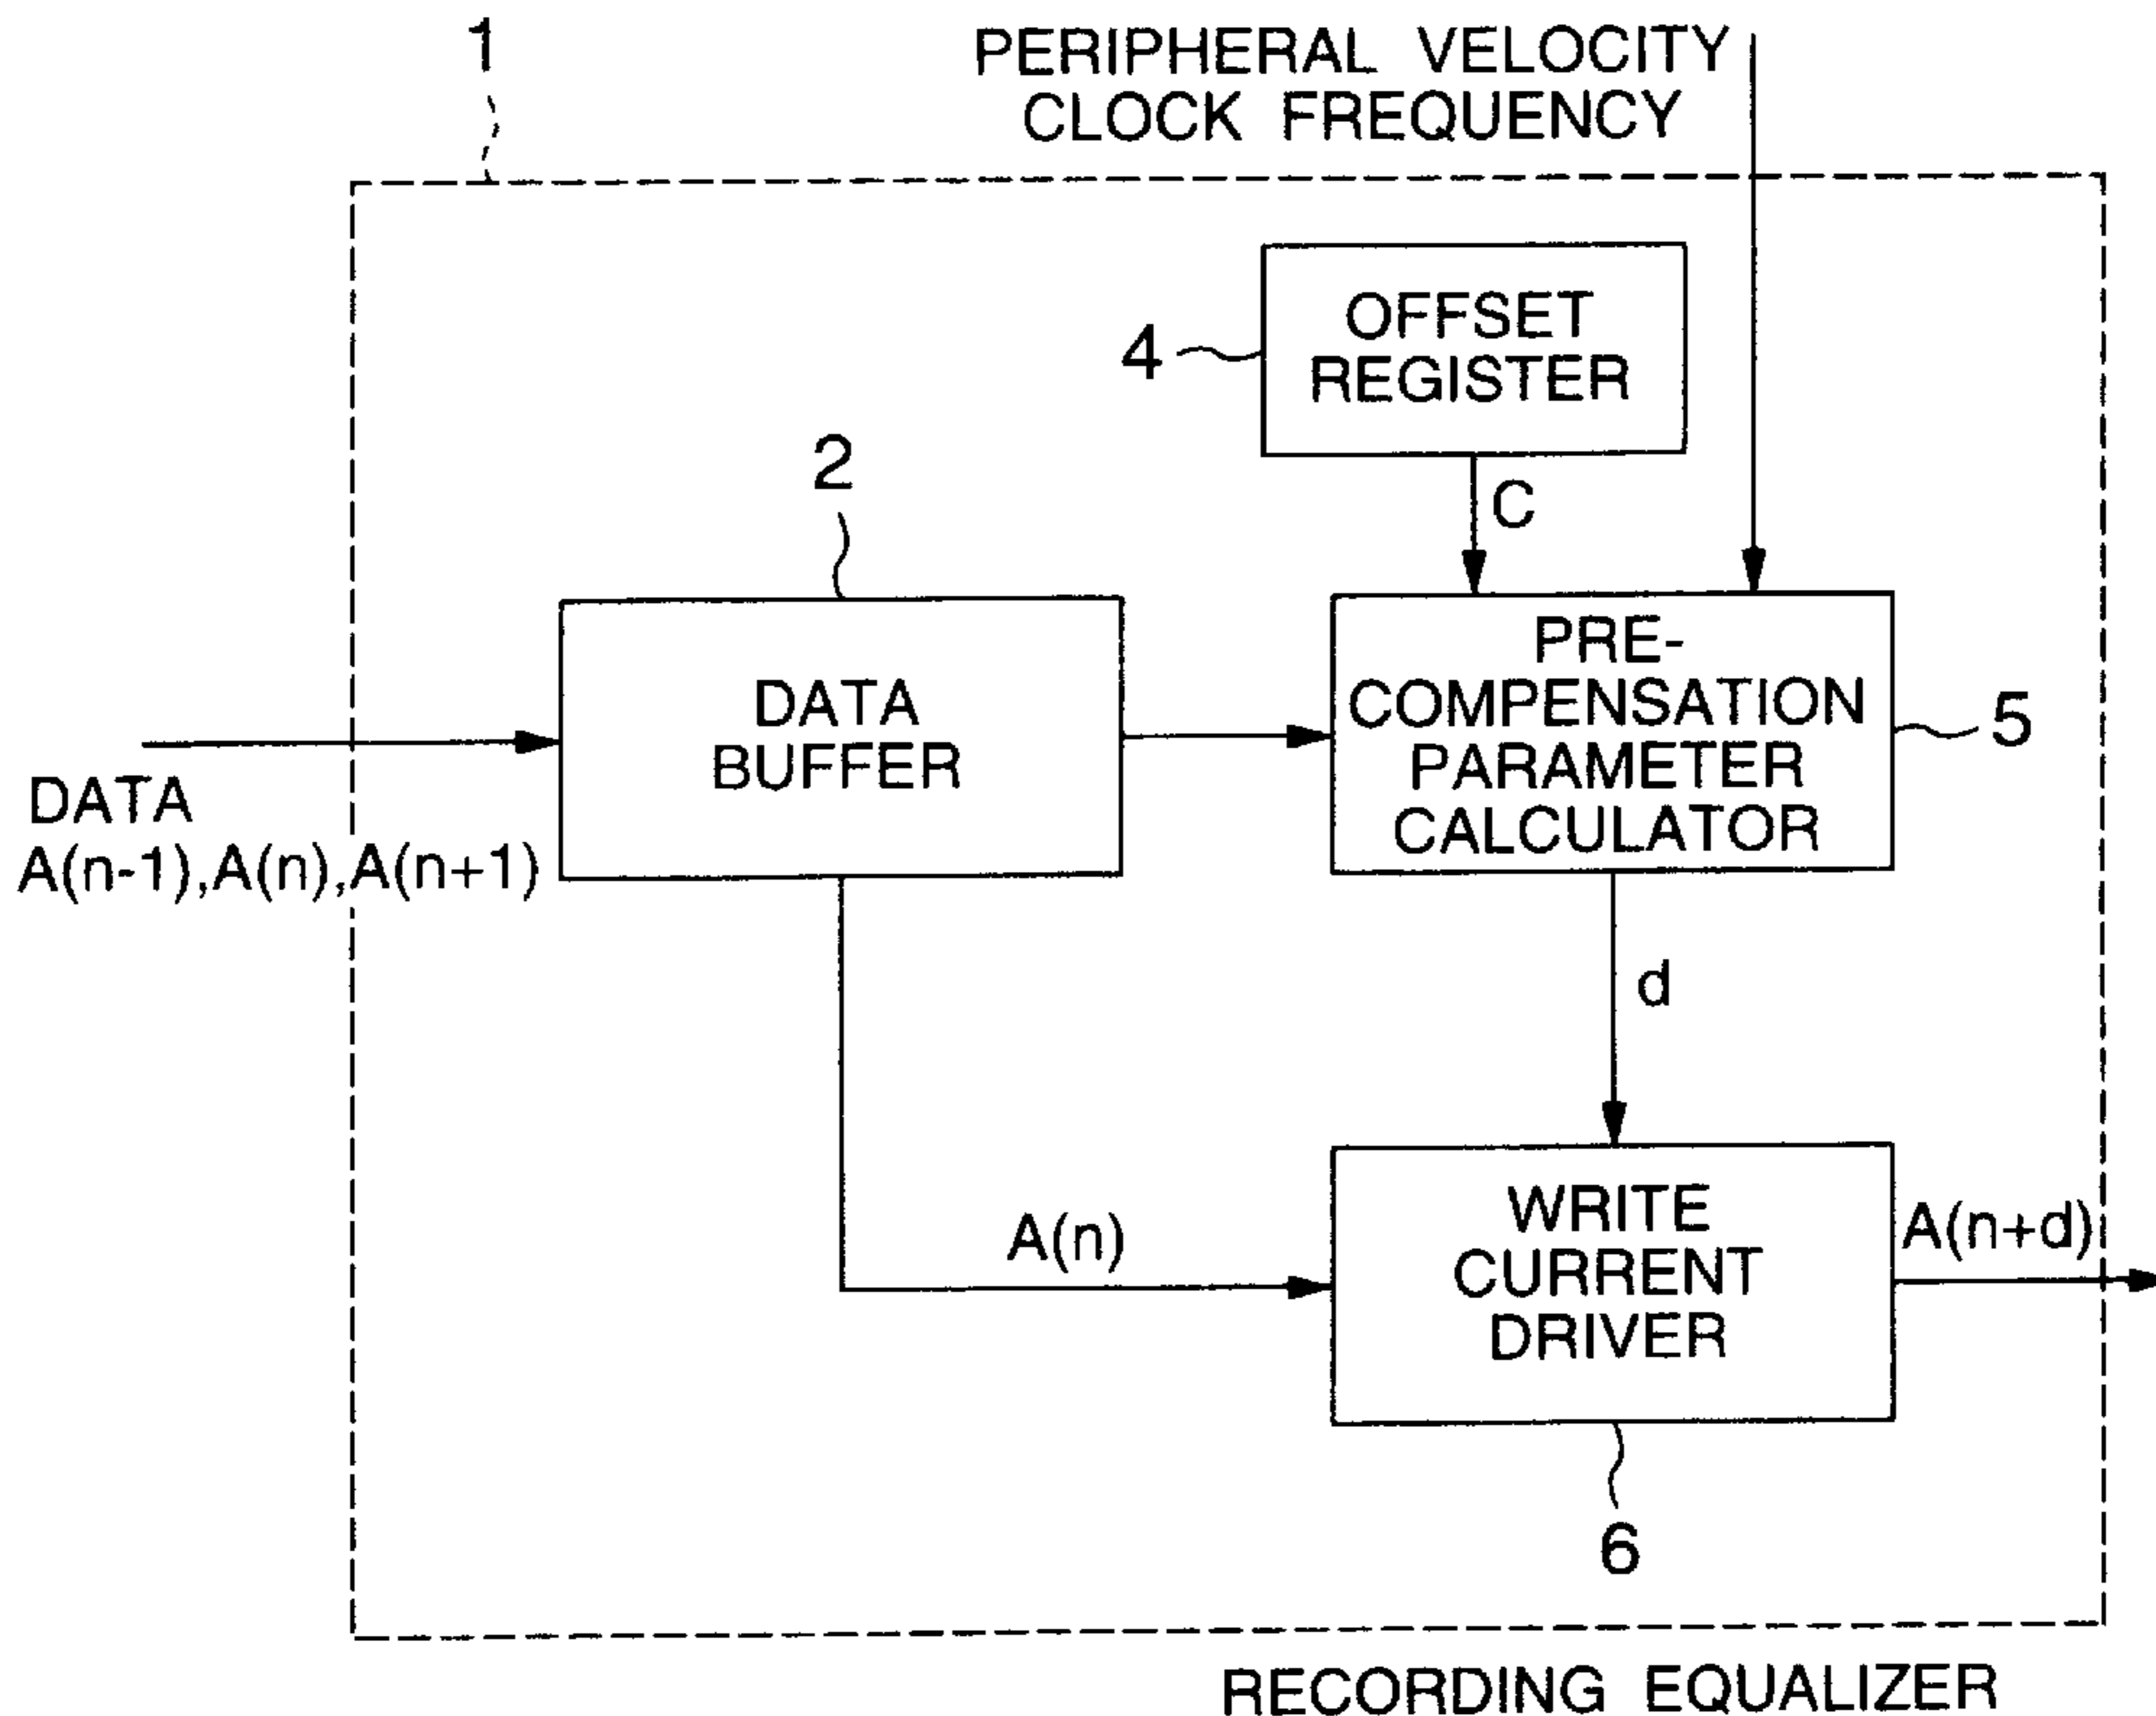 1
PERIPHERAL VELOCITY
CLOCK FREQUENCY
OFFSET
REGISTER
4
C
2
DATA
BUFFER
PRE-
COMPENSATION
PARAMETER
CALCULATOR
5
DATA
A(n-1),A(n),A(n+1)
d
A(n)
WRITE
CURRENT
DRIVER
A(n+d)
6
RECORDING EQUALIZER